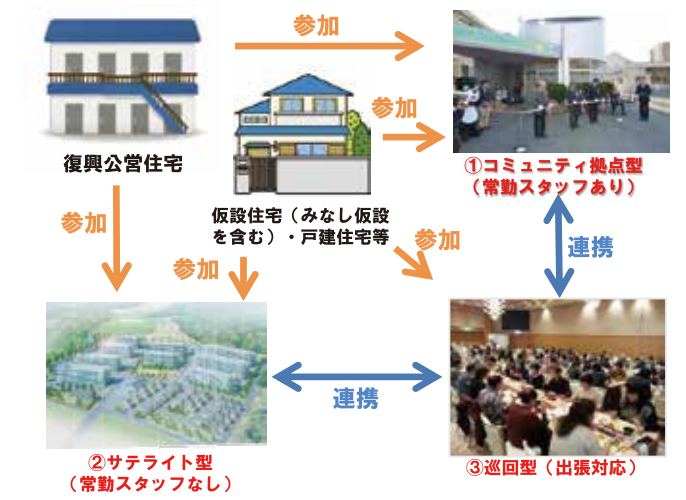 参加
参加
復興公営住宅
①コミュニティ拠点型
（常勤スタッフあり）
仮設住宅（みなし仮設
を含む）・戸建住宅等
参加
参加
参加
連携
連携
②サテライト型
（常勤スタッフなし）
③巡回型（出張対応）